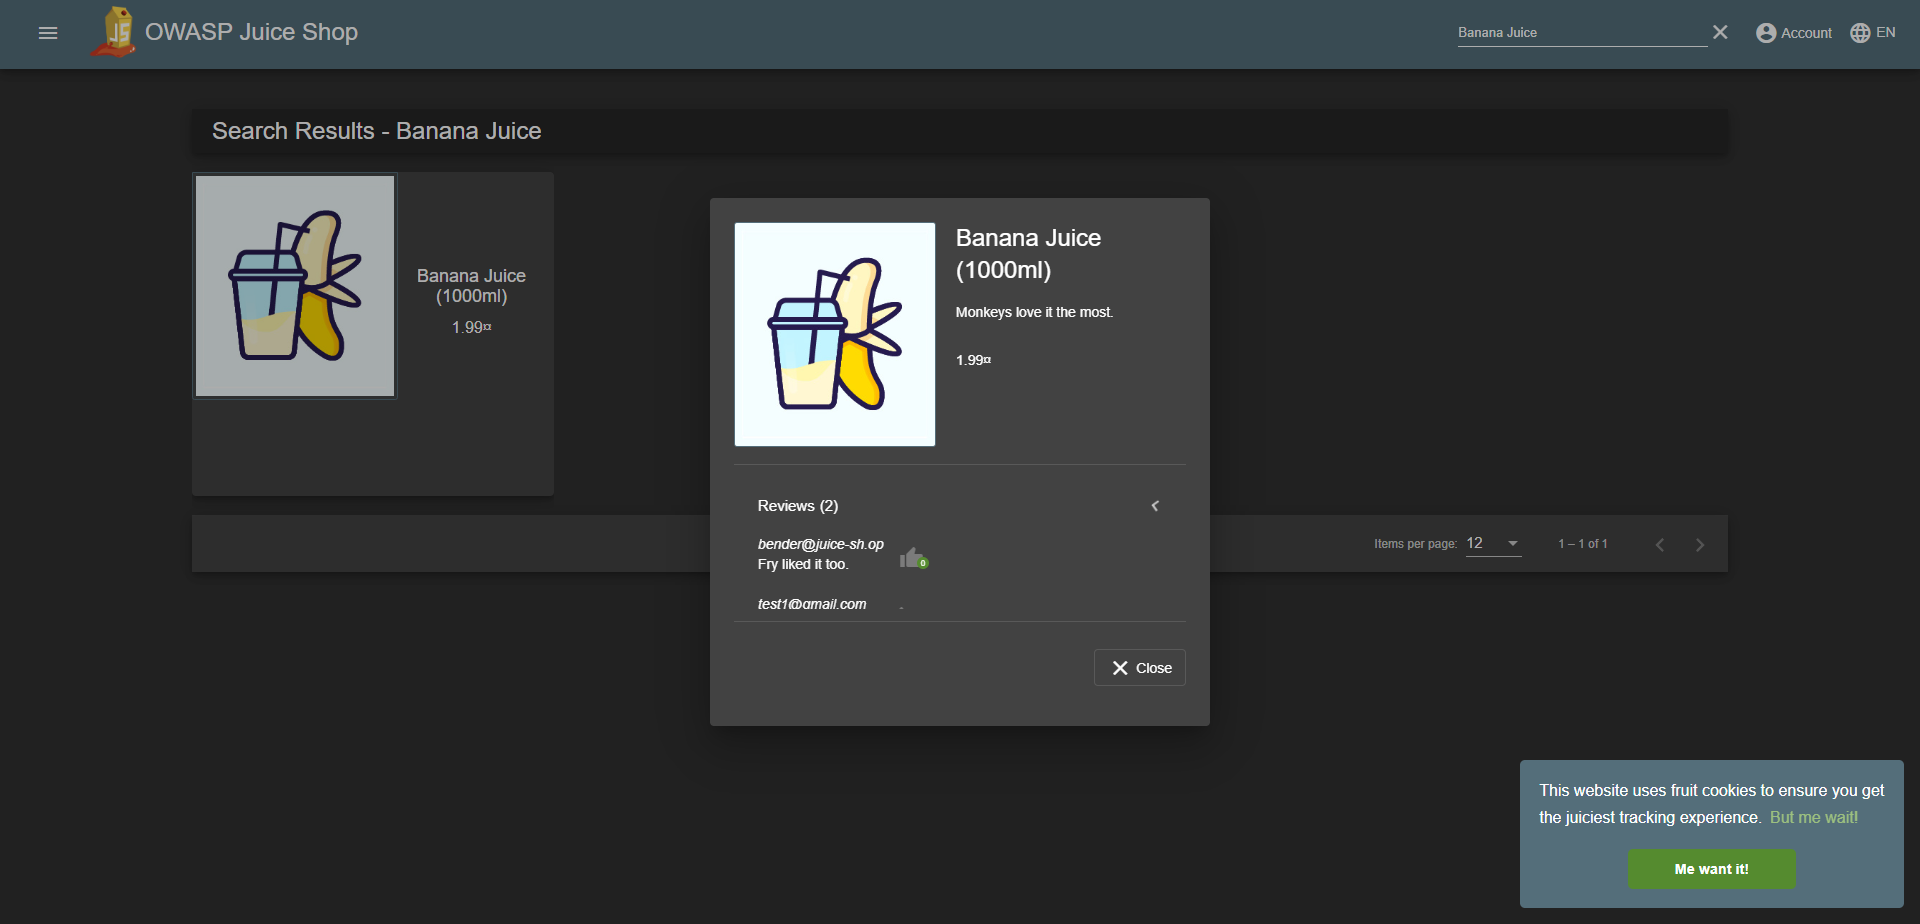 OWASP Juice Shop
Banana Juice
Account
EN
Search Results - Banana Juice
Banana Juice
(1000ml)
1.99¤
Banana Juice
(1000ml)
Monkeys love it the most.
1.99¤
Reviews (2)
bender@juice-sh.op
Fry liked it too.
0
test1@gmail.com
Close
Items per page:
12
1 – 1 of 1
This website uses fruit cookies to ensure you get
the juiciest tracking experience. But me wait!
Me want it!
JS